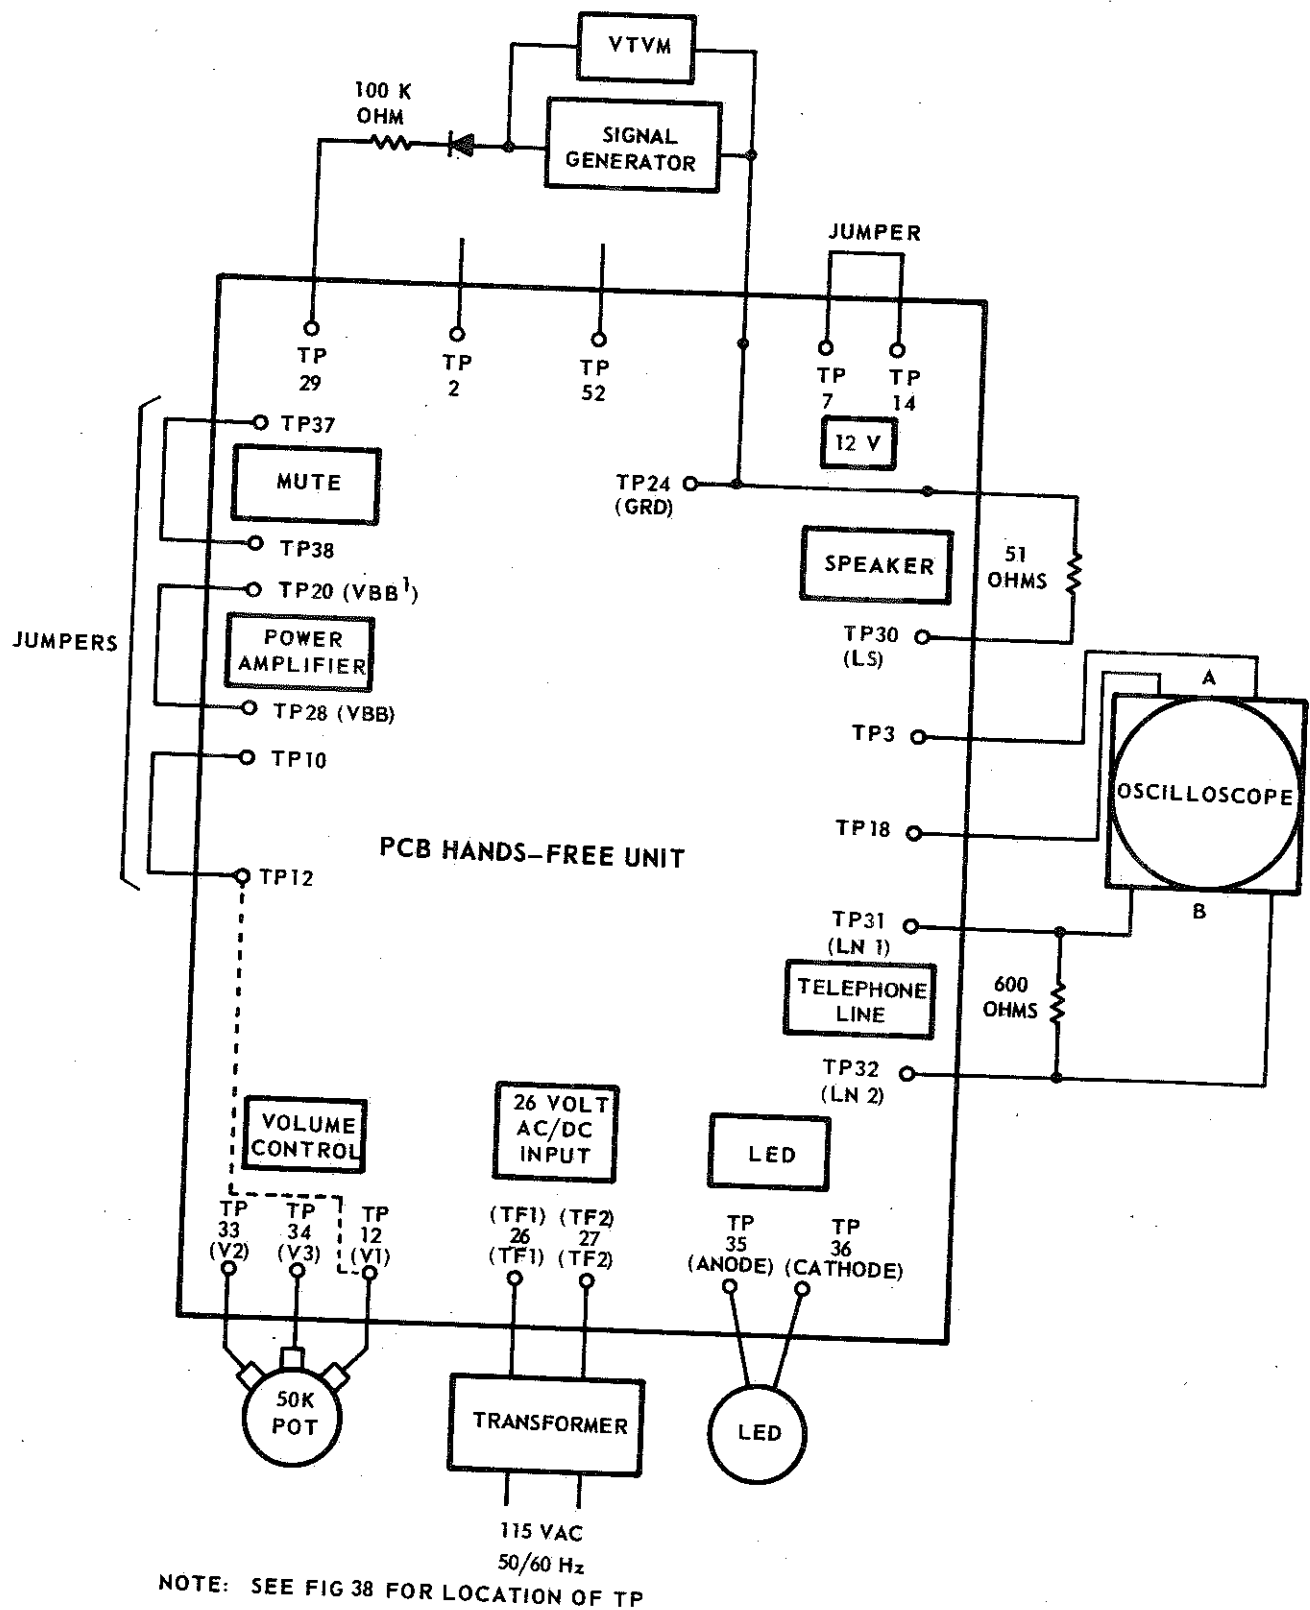 VTVM
100 K
OHM
SIGNAL
GENERATOR
JUMPER
TP
29
TP
2
TP
52
TP
7
TP
14
TP37
12 V
MUTE
TP24
(GRD)
TP38
SPEAKER
51
OHMS
TP20 (VBB1)
JUMPERS
POWER
AMPLIFIER
TP30
(LS)
A
TP28 (VBB)
TP3
TP10
OSCILLOSCOPE
TP18
PCB HANDS-FREE UNIT
TP12
B
TP31
(LN 1)
TELEPHONE
LINE
600
OHMS
TP32
(LN 2)
VOLUME
CONTROL
26 VOLT
AC/DC
INPUT
LED
TP
33
(V2)
TP
34
(V3)
TP
12
(V1)
(TF1)
26
(TF1)
(TF2)
27
(TF2)
TP
35
(ANODE)
TP
36
(CATHODE)
50K
POT
TRANSFORMER
LED
115 VAC
50/60 Hz
NOTE: SEE FIG 38 FOR LOCATION OF TP